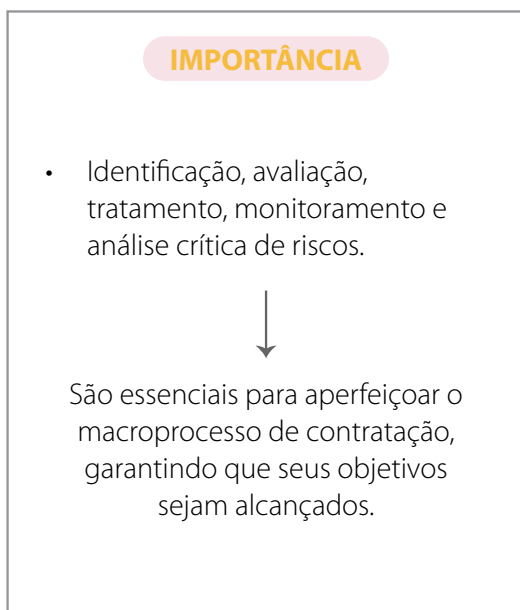 IMPORTÂNCIA
• Identificação, avaliação,
tratamento, monitoramento e
análise crítica de riscos.
São essenciais para aperfeiçoar o
macroprocesso de contratação,
garantindo que seus objetivos
sejam alcançados.